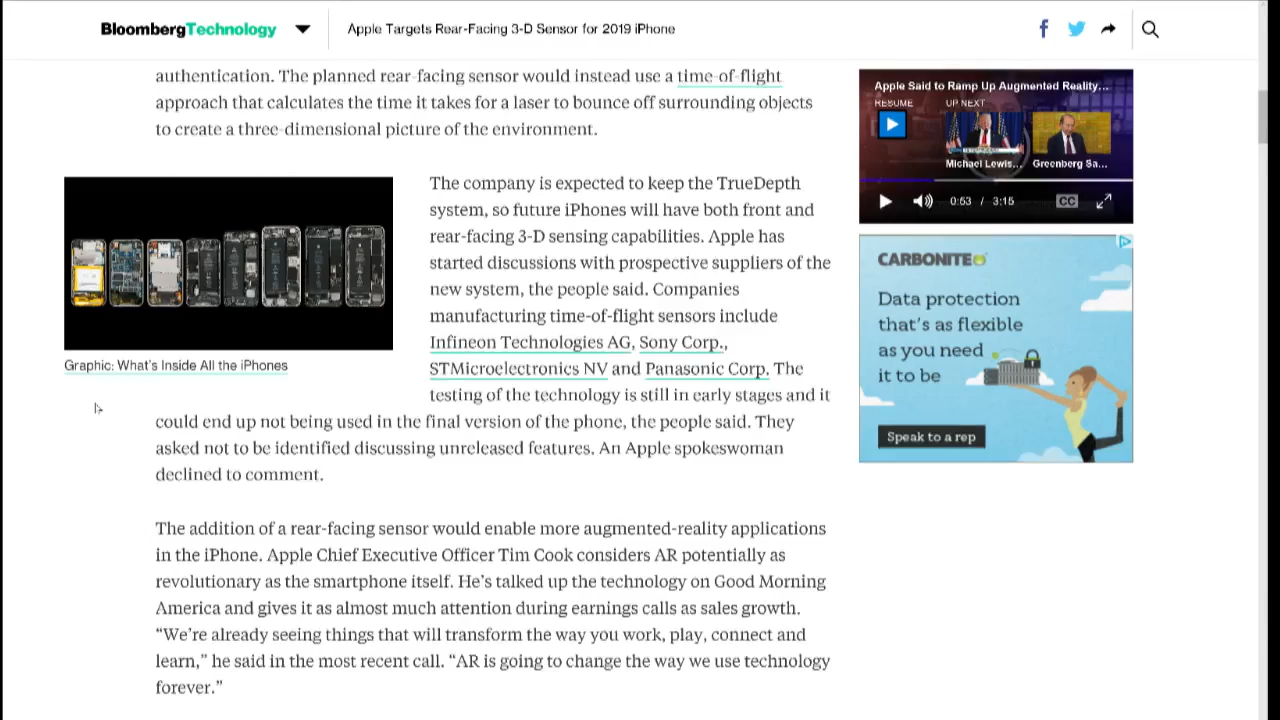 BloombergTechnology
Apple Targets Rear-Facing 3-D Sensor for 2019 iPhone
authentication. The planned rear-facing sensor would instead use a time-of-flight
approach that calculates the time it takes for a laser to bounce off surrounding objects
to create a three-dimensional picture of the environment.
Graphic: What's Inside All the iPhones
The company is expected to keep the TrueDepth
system, so future iPhones will have both front and
rear-facing 3-D sensing capabilities. Apple has
started discussions with prospective suppliers of the
new system, the people said. Companies
manufacturing time-of-flight sensors include
Infineon Technologies AG, Sony Corp.,
STMicroelectronics NV and Panasonic Corp. The
testing of the technology is still in early stages and it
could end up not being used in the final version of the phone, the people said. They
asked not to be identified discussing unreleased features. An Apple spokeswoman
declined to comment.
The addition of a rear-facing sensor would enable more augmented-reality applications
in the iPhone. Apple Chief Executive Officer Tim Cook considers AR potentially as
revolutionary as the smartphone itself. He's talked up the technology on Good Morning
America and gives it as almost much attention during earnings calls as sales growth.
“We're already seeing things that will transform the way you work, play, connect and
learn,” he said in the most recent call. “AR is going to change the way we use technology
forever.”
Apple Said to Ramp Up Augmented Reality...
RESUME UP NEXT
Michael Lewis... Greenberg Sa...
0:53 / 3:15 CC
CARBONITE
Data protection
that's as flexible
as you need
it to be
Speak to a rep